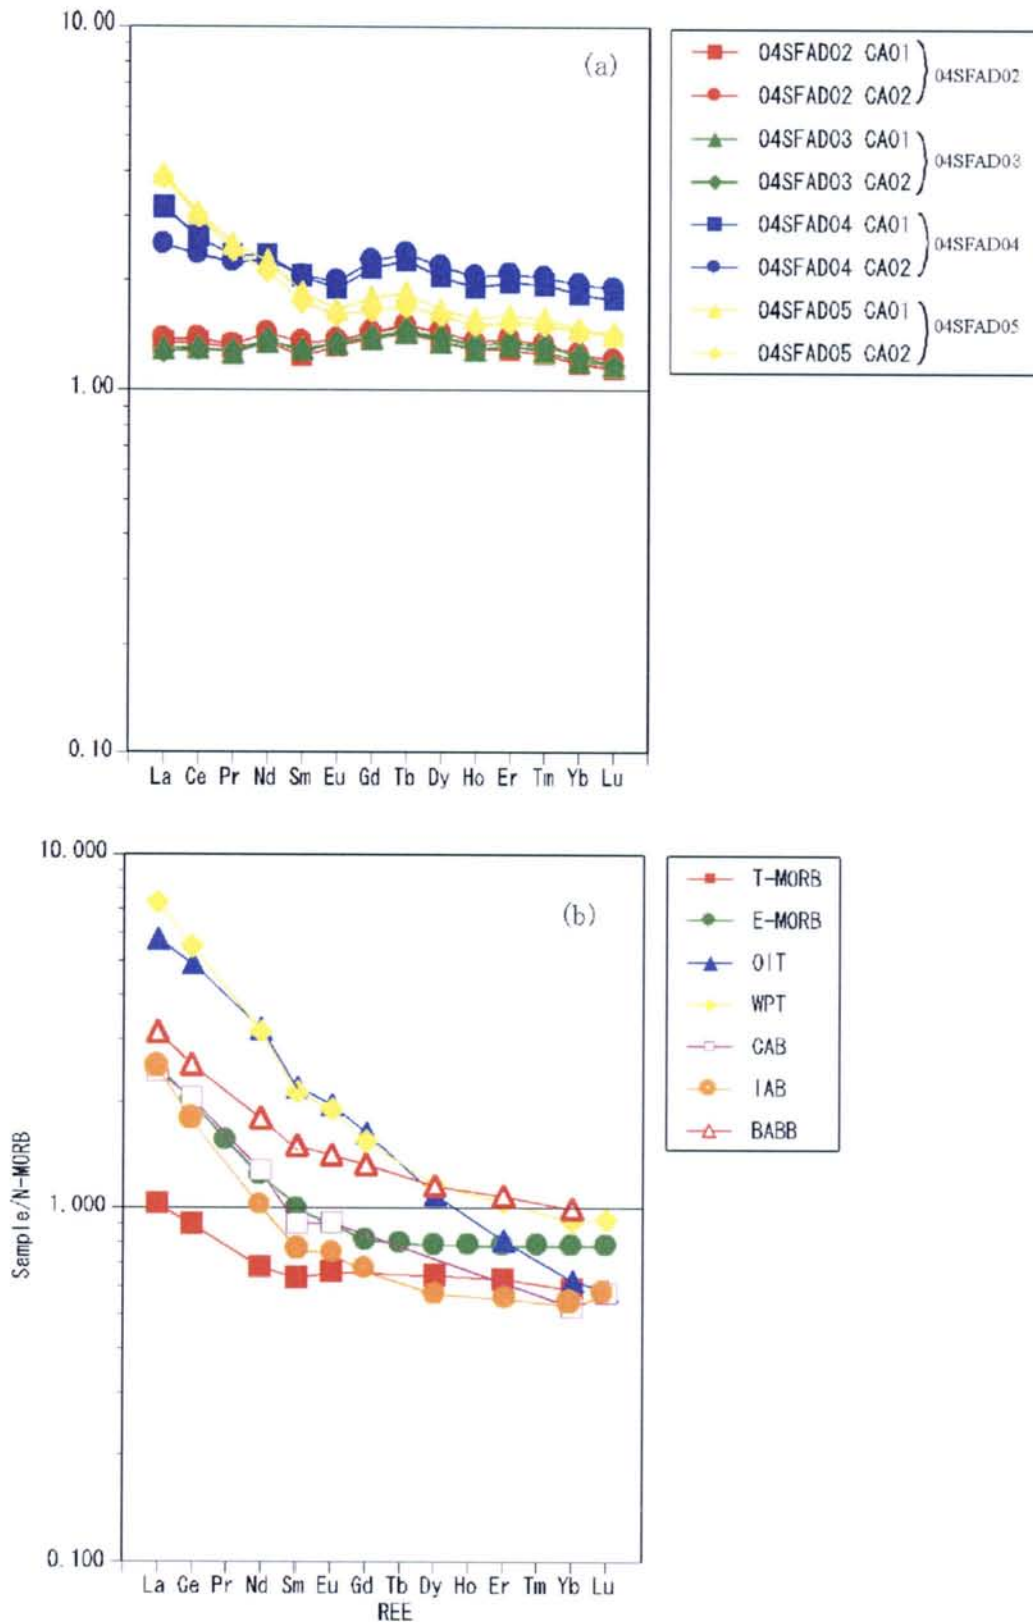 10.00
(a)
1.00
0.10
La Ce Pr Nd Sm Eu Gd Tb Dy Ho Er Tm Yb Lu
04SFAD02 CA01
04SFAD02 CA02
04SFAD02
04SFAD03 CA01
04SFAD03 CA02
04SFAD03
04SFAD04 CA01
04SFAD04 CA02
04SFAD04
04SFAD05 CA01
04SFAD05 CA02
04SFAD05
10.000
(b)
1.000
0.100
Sample/N-MORB
La Ce Pr Nd Sm Eu Gd Tb Dy Ho Er Tm Yb Lu
REE
T-MORB
E-MORB
OIT
WPT
CAB
IAB
BABB